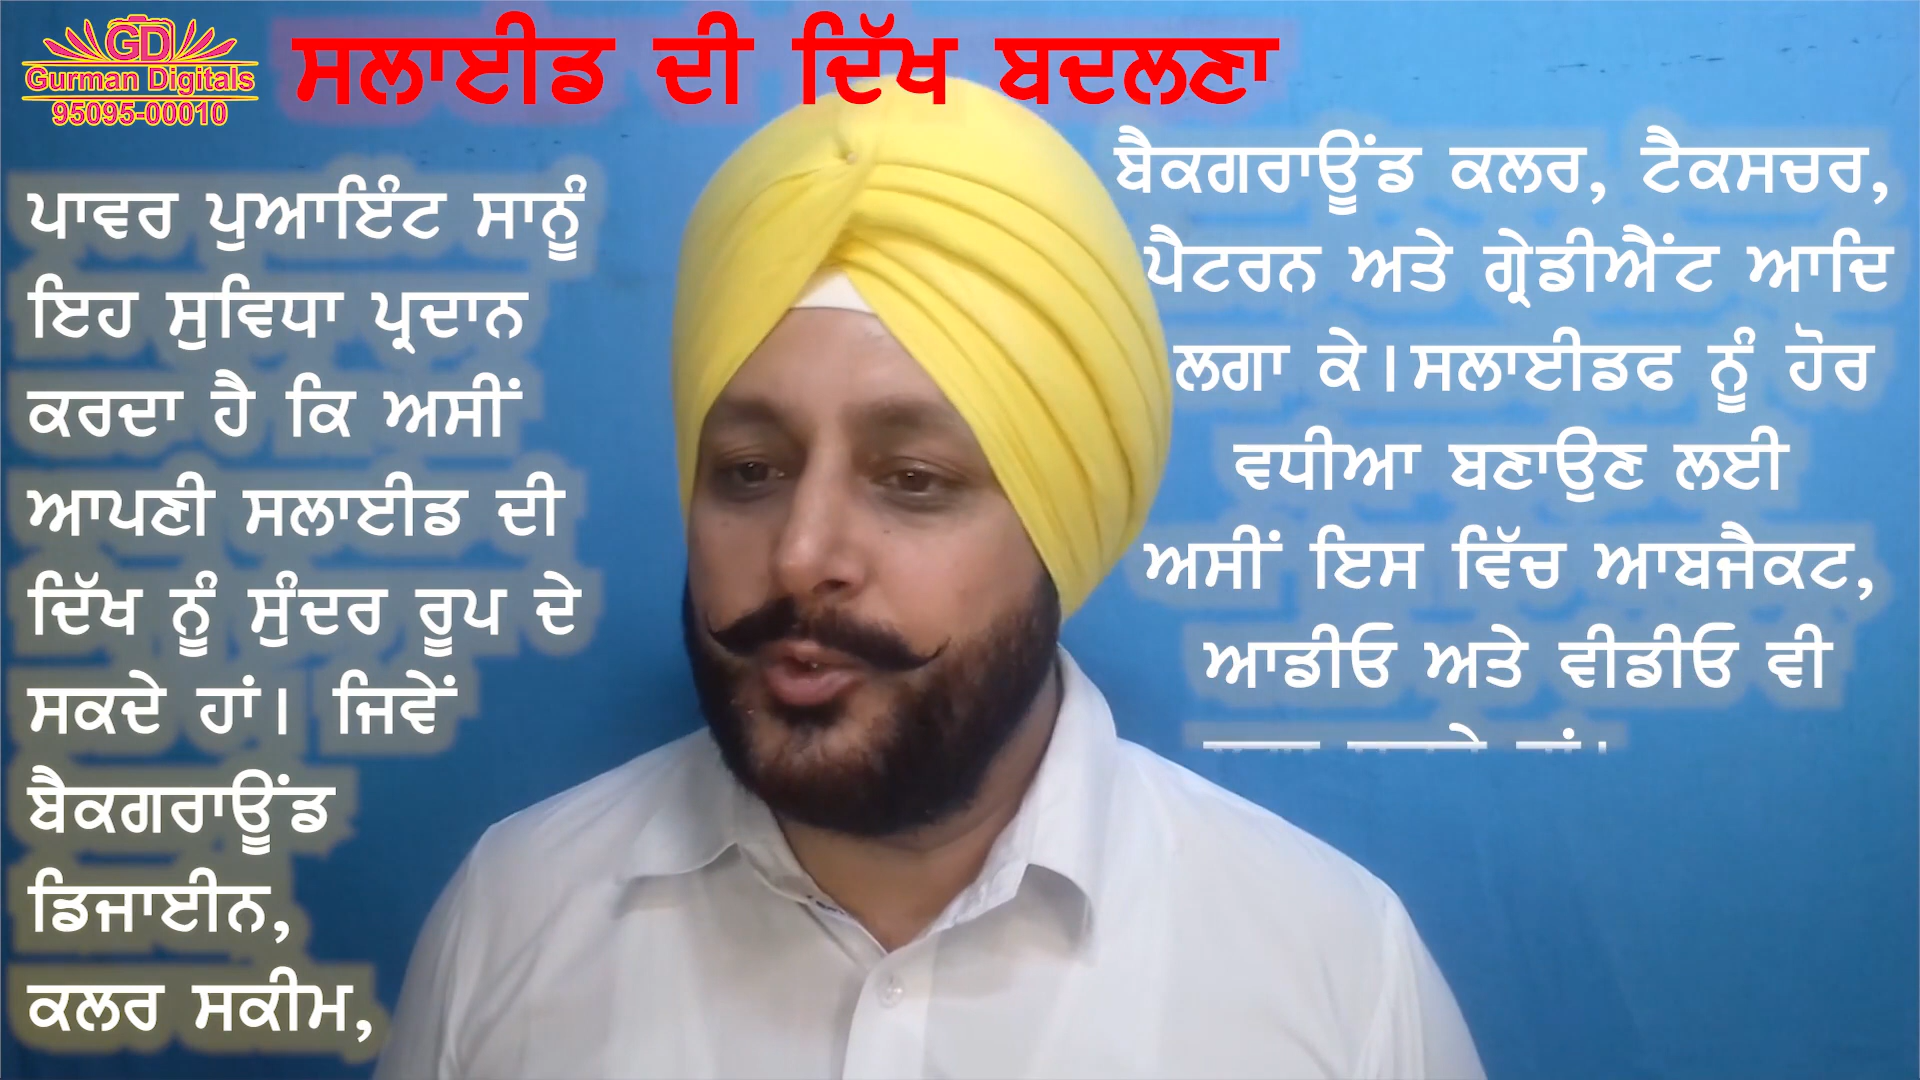 GD
Gurman Digitals
95095-00010
ਸਲਾਈਡ ਦੀ ਦਿੱਖ ਬਦਲਣਾ
ਪਾਵਰ ਪੁਆਇੰਟ ਸਾਨੂੰ
ਇਹ ਸੁਵਿਧਾ ਪ੍ਰਦਾਨ
ਕਰਦਾ ਹੈ ਕਿ ਅਸੀਂ
ਆਪਣੀ ਸਲਾਈਡ ਦੀ
ਦਿੱਖ ਨੂੰ ਸੁੰਦਰ ਰੂਪ ਦੇ
ਸਕਦੇ ਹਾਂ। ਜਿਵੇਂ
ਬੈਕਗਰਾਊਂਡ
ਡਿਜਾਈਨ,
ਕਲਰ ਸਕੀਮ,
ਬੈਕਗਰਾਊਂਡ ਕਲਰ, ਟੈਕਸਚਰ,
ਪੈਟਰਨ ਅਤੇ ਗ੍ਰੇਡੀਐਂਟ ਆਦਿ
ਲਗਾ ਕੇ।ਸਲਾਈਡਫ ਨੂੰ ਹੋਰ
ਵਧੀਆ ਬਣਾਉਣ ਲਈ
ਅਸੀਂ ਇਸ ਵਿੱਚ ਆਬਜੈਕਟ,
ਆਡੀਓ ਅਤੇ ਵੀਡੀਓ ਵੀ